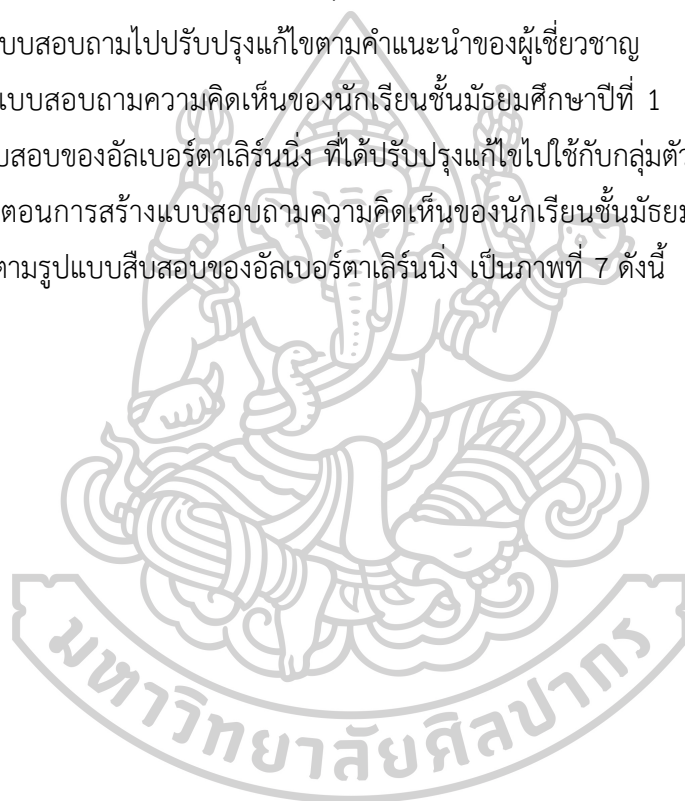 บบสอบถามไปปรับปรุงแก้ไขตามคำแนะนำของผู้เชี่ยวชาญ
แบบสอบถามความคิดเห็นของนักเรียนชั้นมัธยมศึกษาปีที่ 1
บสอบของอัลเบอร์ตาเลิร์นนิ่ง ที่ได้ปรับปรุงแก้ไขไปใช้กับกลุ่มตัว
ตอนการสร้างแบบสอบถามความคิดเห็นของนักเรียนชั้นมัธยม
ตามรูปแบบสืบสอบของอัลเบอร์ตาเลิร์นนิ่ง เป็นภาพที่ 7 ดังนี้
มหาวิทยาลัยศิลปากร